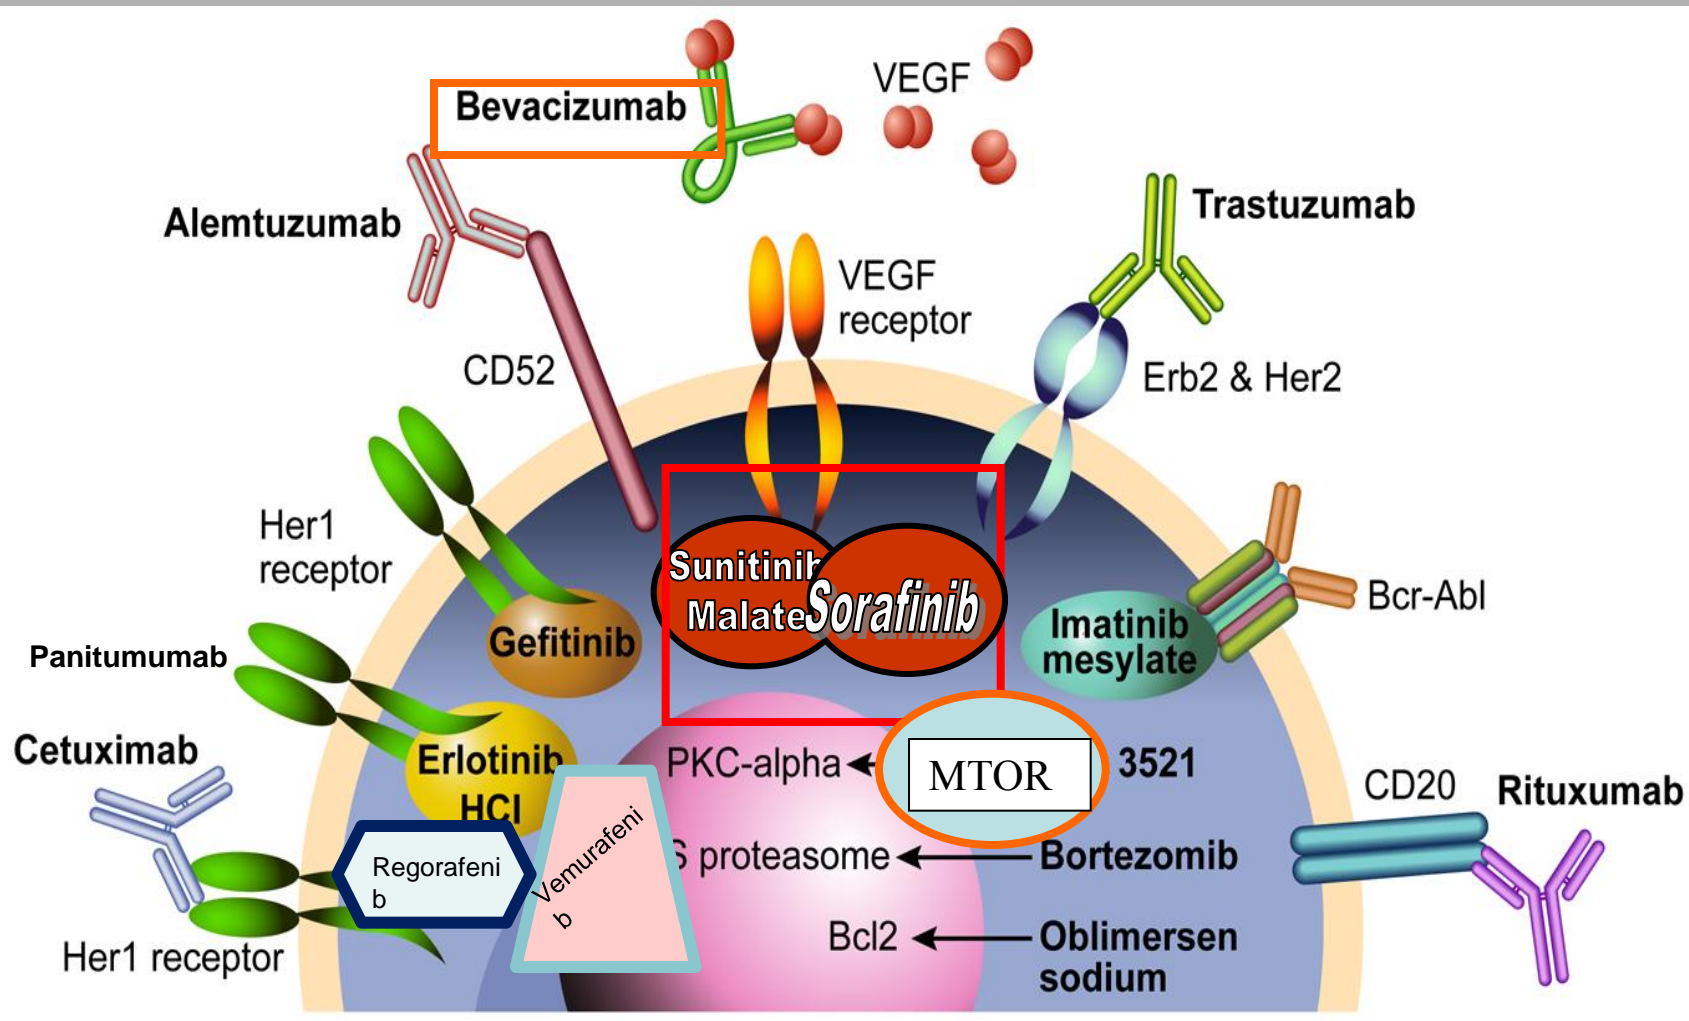 Bevacizumab
VEGF
Alemtuzumab
Trastuzumab
VEGF
receptor
CD52
Erb2 & Her2
Her1
receptor
Sunitinib
Malate
Sorafinib
Gefitinib
Imatinib
mesylate
Bcr-Abl
Panitumumab
Cetuximab
Erlotinib
HCl
PKC-alpha
MTOR
3521
CD20
Rituxumab
Regorafeni
b
Vemurafeni
b
S proteasome
Bortezomib
Her1 receptor
Bcl2
Oblimersen
sodium